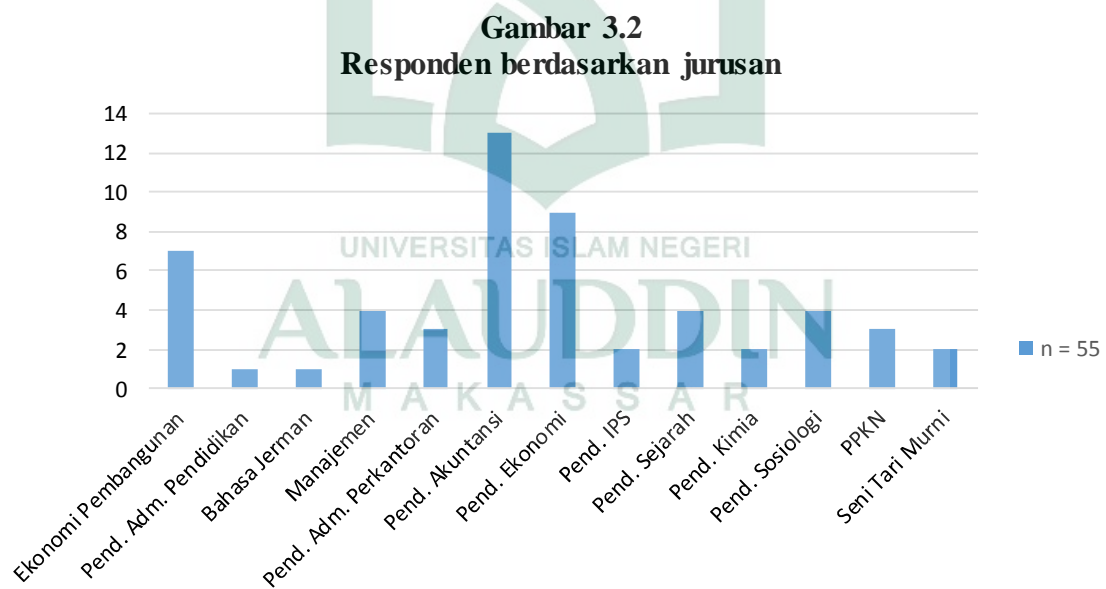 Gambar 3.2
Responden berdasarkan jurusan
14
12
10
8
6
4
2
0
UNIVERSITAS ISLAM NEGERI
ALAUDDIN
MAKASSAR
n = 55
Ekonomi Pembangunan
Pend. Adm. Pendidikan
Bahasa Jerman
Manajemen
Pend. Adm. Perkantoran
Pend. Akuntansi
Pend. Ekonomi
Pend. IPS
Pend. Sejarah
Pend. Kimia
Pend. Sosiologi
PPKN
Seni Tari Murni